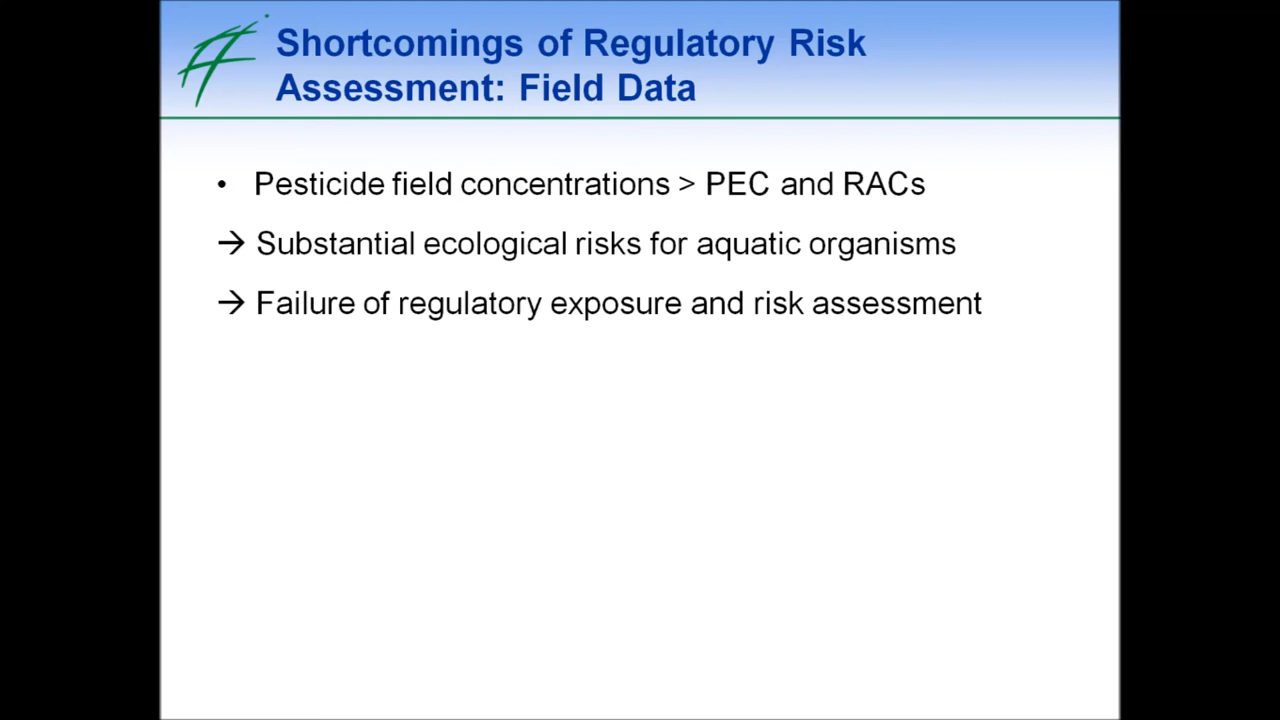 Shortcomings of Regulatory Risk
Assessment: Field Data
• Pesticide field concentrations > PEC and RACs
→ Substantial ecological risks for aquatic organisms
→ Failure of regulatory exposure and risk assessment